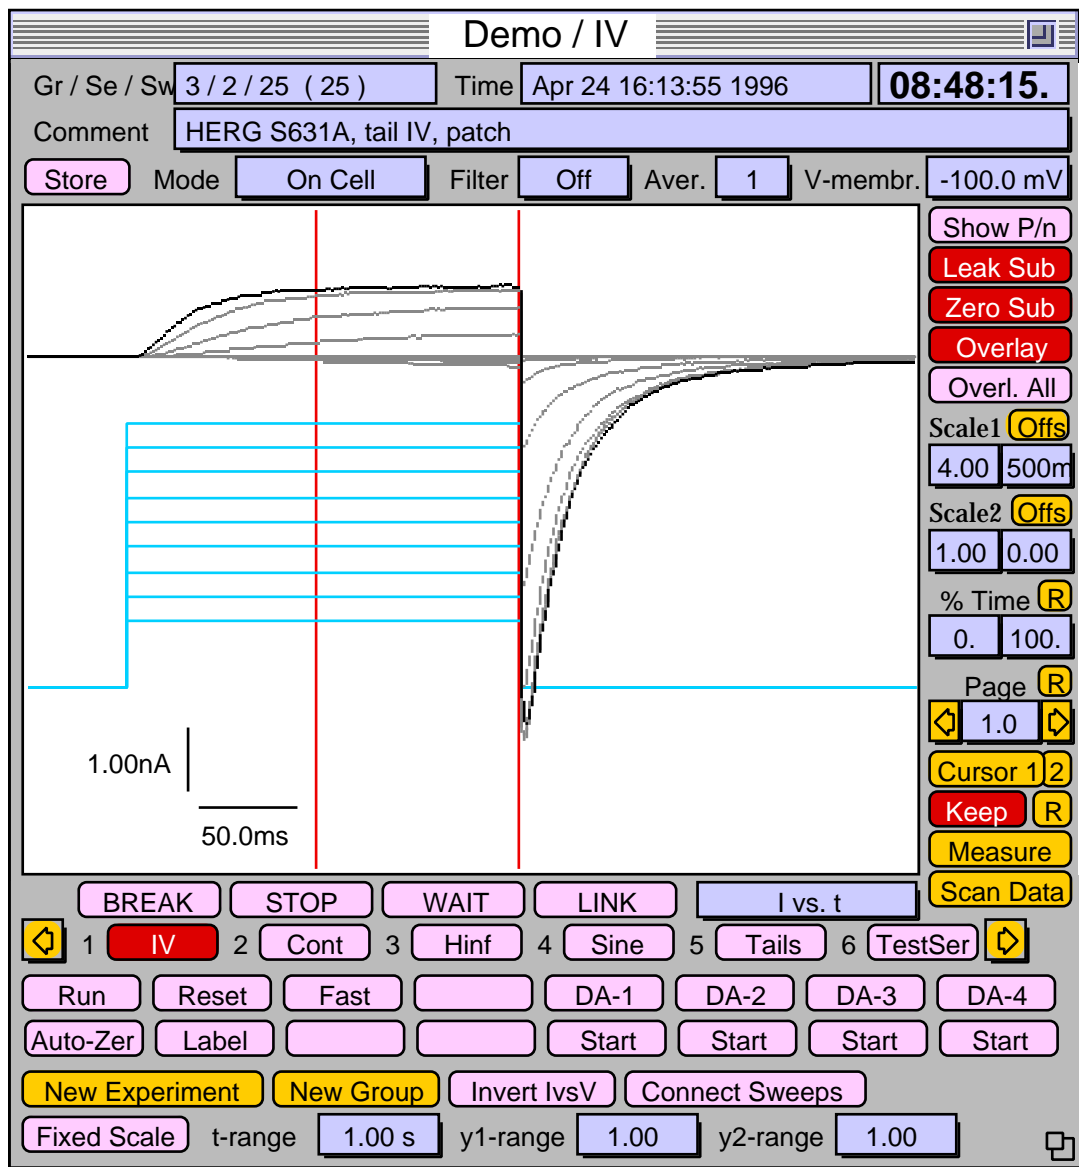 Demo / IV
Gr / Se / Sw 3 / 2 / 25 ( 25 ) Time Apr 24 16:13:55 1996 08:48:15.
Comment HERG S631A, tail IV, patch
Store Mode On Cell Filter Off Aver. 1 V-membr. -100.0 mV
Show P/n
Leak Sub
Zero Sub
Overlay
Overl. All
Scale1 Offs
4.00 500m
Scale2 Offs
1.00 0.00
% Time R
0. 100.
Page R
1.0
1.00nA
50.0ms
Cursor 1 2
Keep R
Measure
Scan Data
BREAK STOP WAIT LINK I vs. t
1 IV 2 Cont 3 Hinf 4 Sine 5 Tails 6 TestSer
Run Reset Fast DA-1 DA-2 DA-3 DA-4
Auto-Zer Label Start Start Start Start
New Experiment New Group Invert IvsV Connect Sweeps
Fixed Scale t-range 1.00 s y1-range 1.00 y2-range 1.00